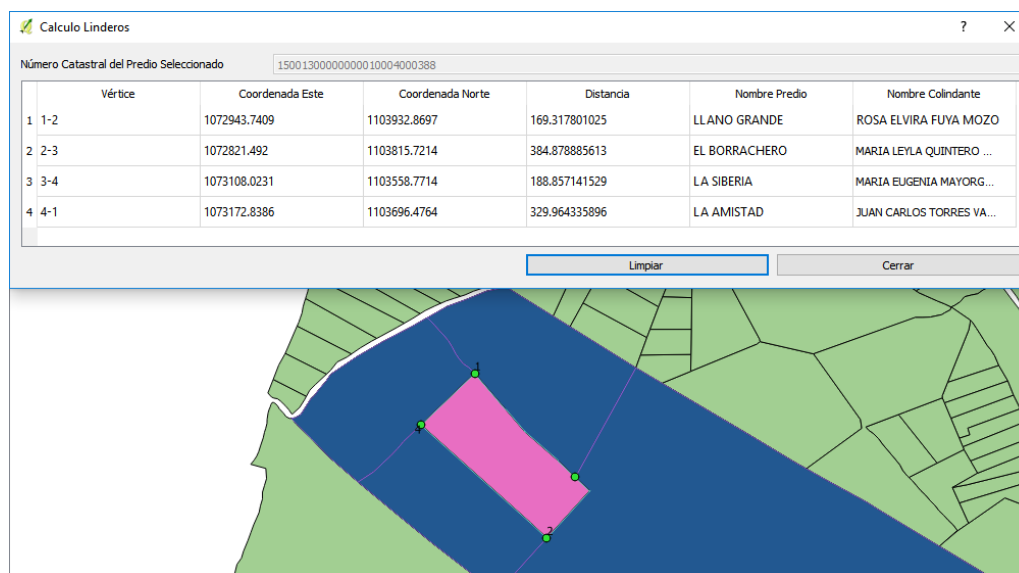 Calculo Linderos ? ×
Número Catastral del Predio Seleccionado 150013000000000010004000388
Vértice Coordenada Este Coordenada Norte Distancia Nombre Predio Nombre Colindante
1 1-2 1072943.7409 1103932.8697 169.317801025 LLANO GRANDE ROSA ELVIRA FUYA MOZO
2 2-3 1072821.492 1103815.7214 384.878885613 EL BORRACHERO MARIA LEYLA QUINTERO ...
3 3-4 1073108.0231 1103558.7714 188.857141529 LA SIBERIA MARIA EUGENIA MAYORG...
4 4-1 1073172.8386 1103696.4764 329.964335896 LA AMISTAD JUAN CARLOS TORRES VA...
Limpiar Cerrar
1
4
2